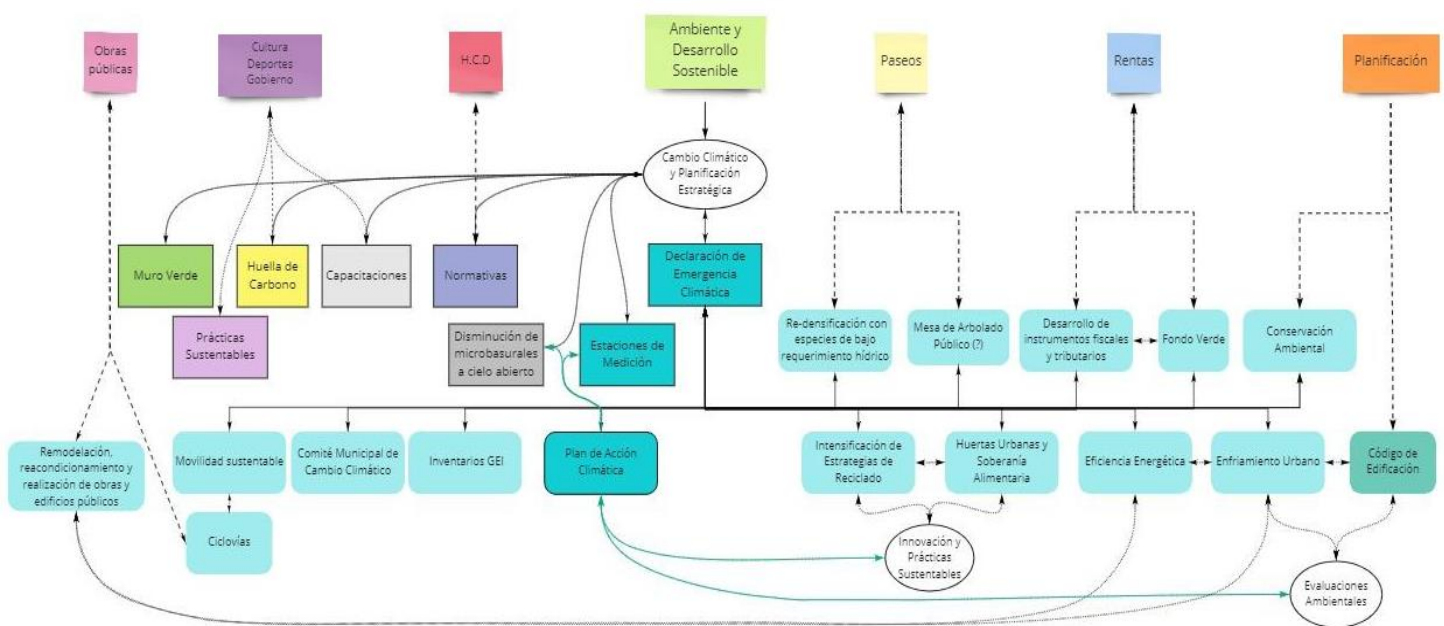 Obras
públicas
Cultura
Deportes
Gobierno
H.C.D
Ambiente y
Desarrollo
Sostenible
Paseos
Rentas
Planificación
Cambio Climático
y Planificación
Estratégica
Muro Verde
Huella de
Carbono
Capacitaciones
Normativas
Declaración de
Emergencia
Climática
Prácticas
Sustentables
Disminución de
microbasurales
a cielo abierto
Estaciones de
Medición
Re-densificación con
especies de bajo
requerimiento hídrico
Mesa de Arbolado
Público (?)
Desarrollo de
instrumentos fiscales
y tributarios
Fondo Verde
Conservación
Ambiental
Remodelación,
reacondicionamiento y
realización de obras y
edificios públicos
Movilidad sustentable
Comité Municipal de
Cambio Climático
Inventarios GEI
Plan de Acción
Climática
Intensificación de
Estrategias de
Reciclado
Huertas Urbanas y
Soberanía
Alimentaria
Eficiencia Energética
Enfriamiento Urbano
Código de
Edificación
Ciclovías
Innovación y
Prácticas
Sustentables
Evaluaciones
Ambientales